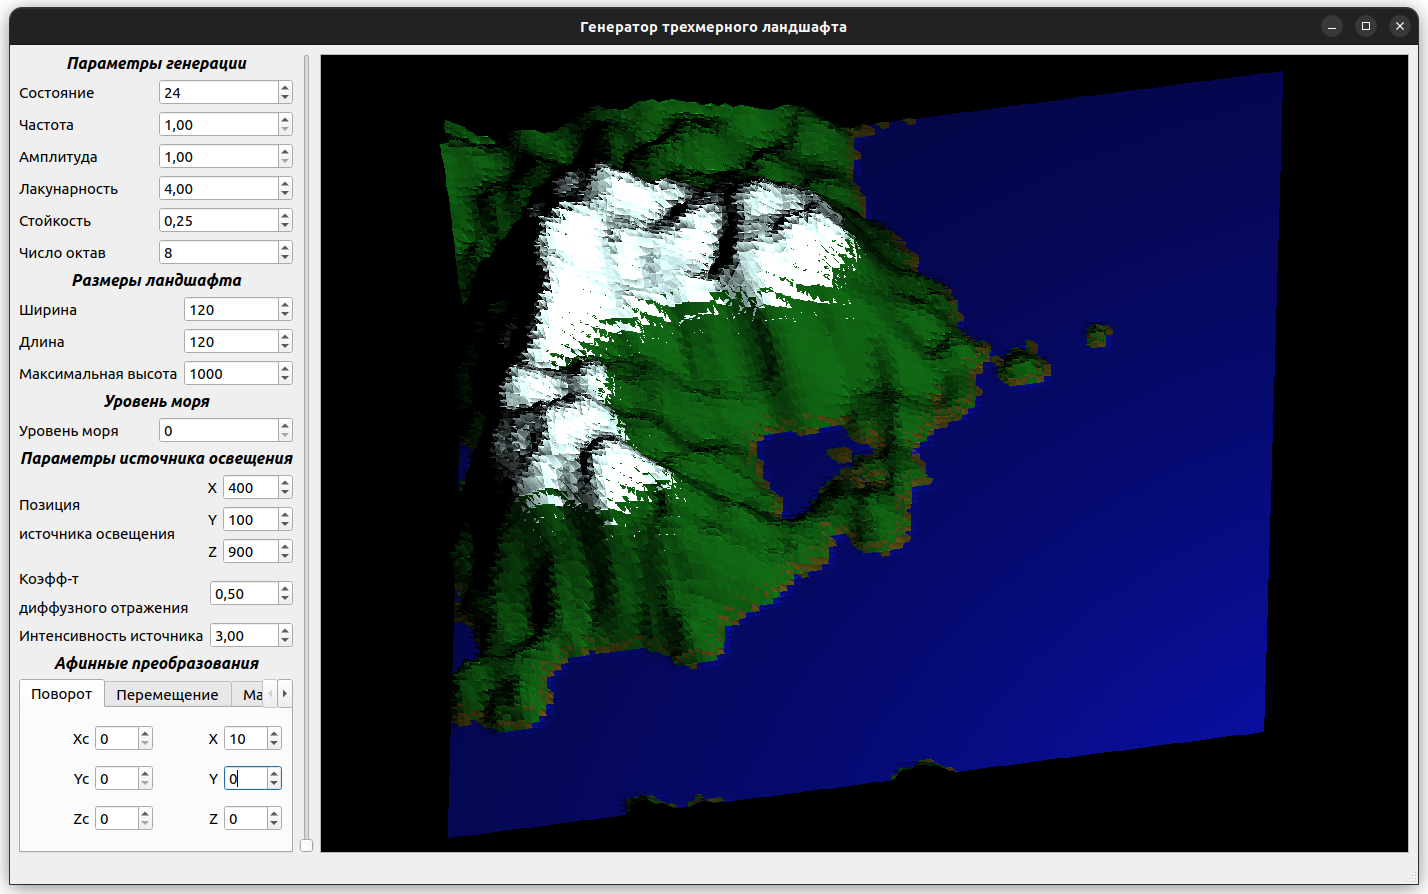 Генератор трехмерного ландшафта
Параметры генерации
Состояние 24
Частота 1,00
Амплитуда 1,00
Лакунарность 4,00
Стойкость 0,25
Число октав 8
Размеры ландшафта
Ширина 120
Длина 120
Максимальная высота 1000
Уровень моря
Уровень моря 0
Параметры источника освещения
Позиция
источника освещения
X 400
Y 100
Z 900
Коэфф-т
диффузного отражения
0,50
Интенсивность источника 3,00
Афинные преобразования
Поворот Перемещение Ма
Xc 0 X 10
Yc 0 Y 0
Zc 0 Z 0